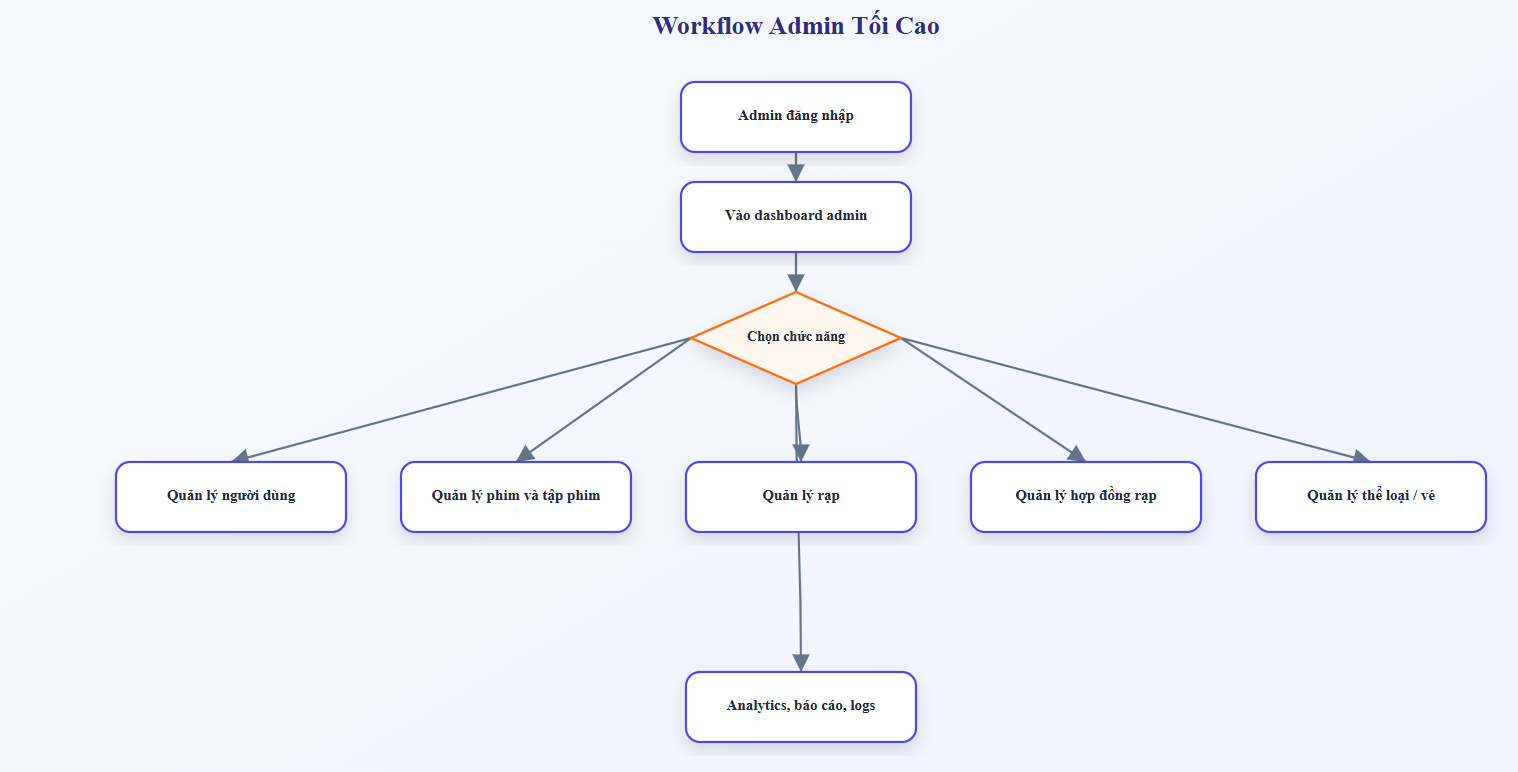 Workflow Admin Tối Cao
Admin đăng nhập
Vào dashboard admin
Chọn chức năng
Quản lý người dùng
Quản lý phim và tập phim
Quản lý rạp
Quản lý hợp đồng rạp
Quản lý thể loại / vé
Analytics, báo cáo, logs